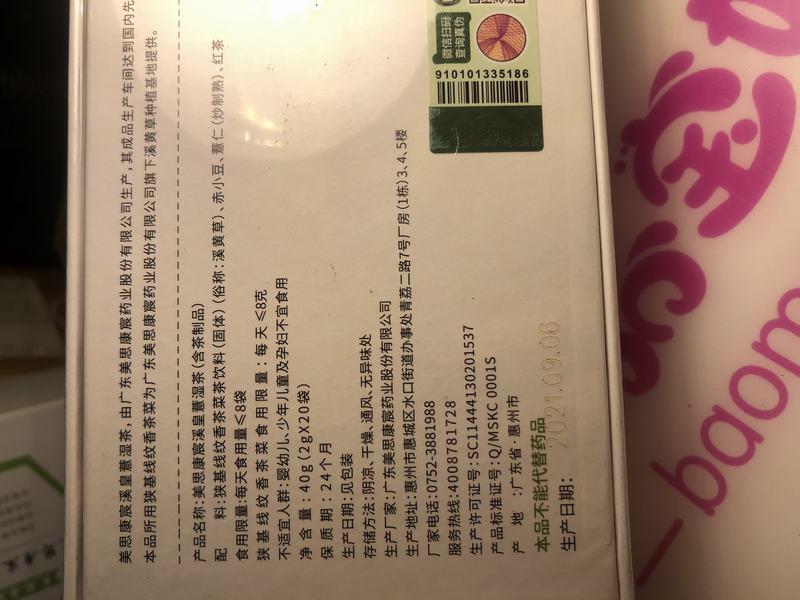 美思康宸溪皇薏湿茶,由广东美思康宸药业股份有限公司生产,其成品生产车间达到国内先
本品所用狭基线纹香茶菜为广东美思康宸药业股份有限公司旗下溪黄草种植基地提供。
产品名称:美思康宸溪皇薏湿茶(含茶制品)
配 料:狭基线纹香茶菜茶饮料(固体)(俗称:溪黄草)、赤小豆、薏仁(炒制熟)、红茶
食用限量:每天食用量≤8袋
狭基线纹香茶菜食用限量:每天≤8克
不适宜人群:婴幼儿、少年儿童及孕妇不宜食用
净含量:40g(2gX20袋)
保质期:24个月
生产日期:见包装
存储方法:阴凉、干燥、通风、无异味处
生产厂家:广东美思康宸药业股份有限公司
生产地址:惠州市惠城区水口街道办事处青荔二路7号厂房(1栋)3、4、5楼
厂家电话:0752-3881988
服务热线:4008781728
生产许可证号:SC11444130201537
产品标准证号:Q/MSKC 0001S
产 地:广东省·惠州市
本品不能代替药品
生产日期:
2021.09.06
微信扫码
查询真伪
910101335186
baom